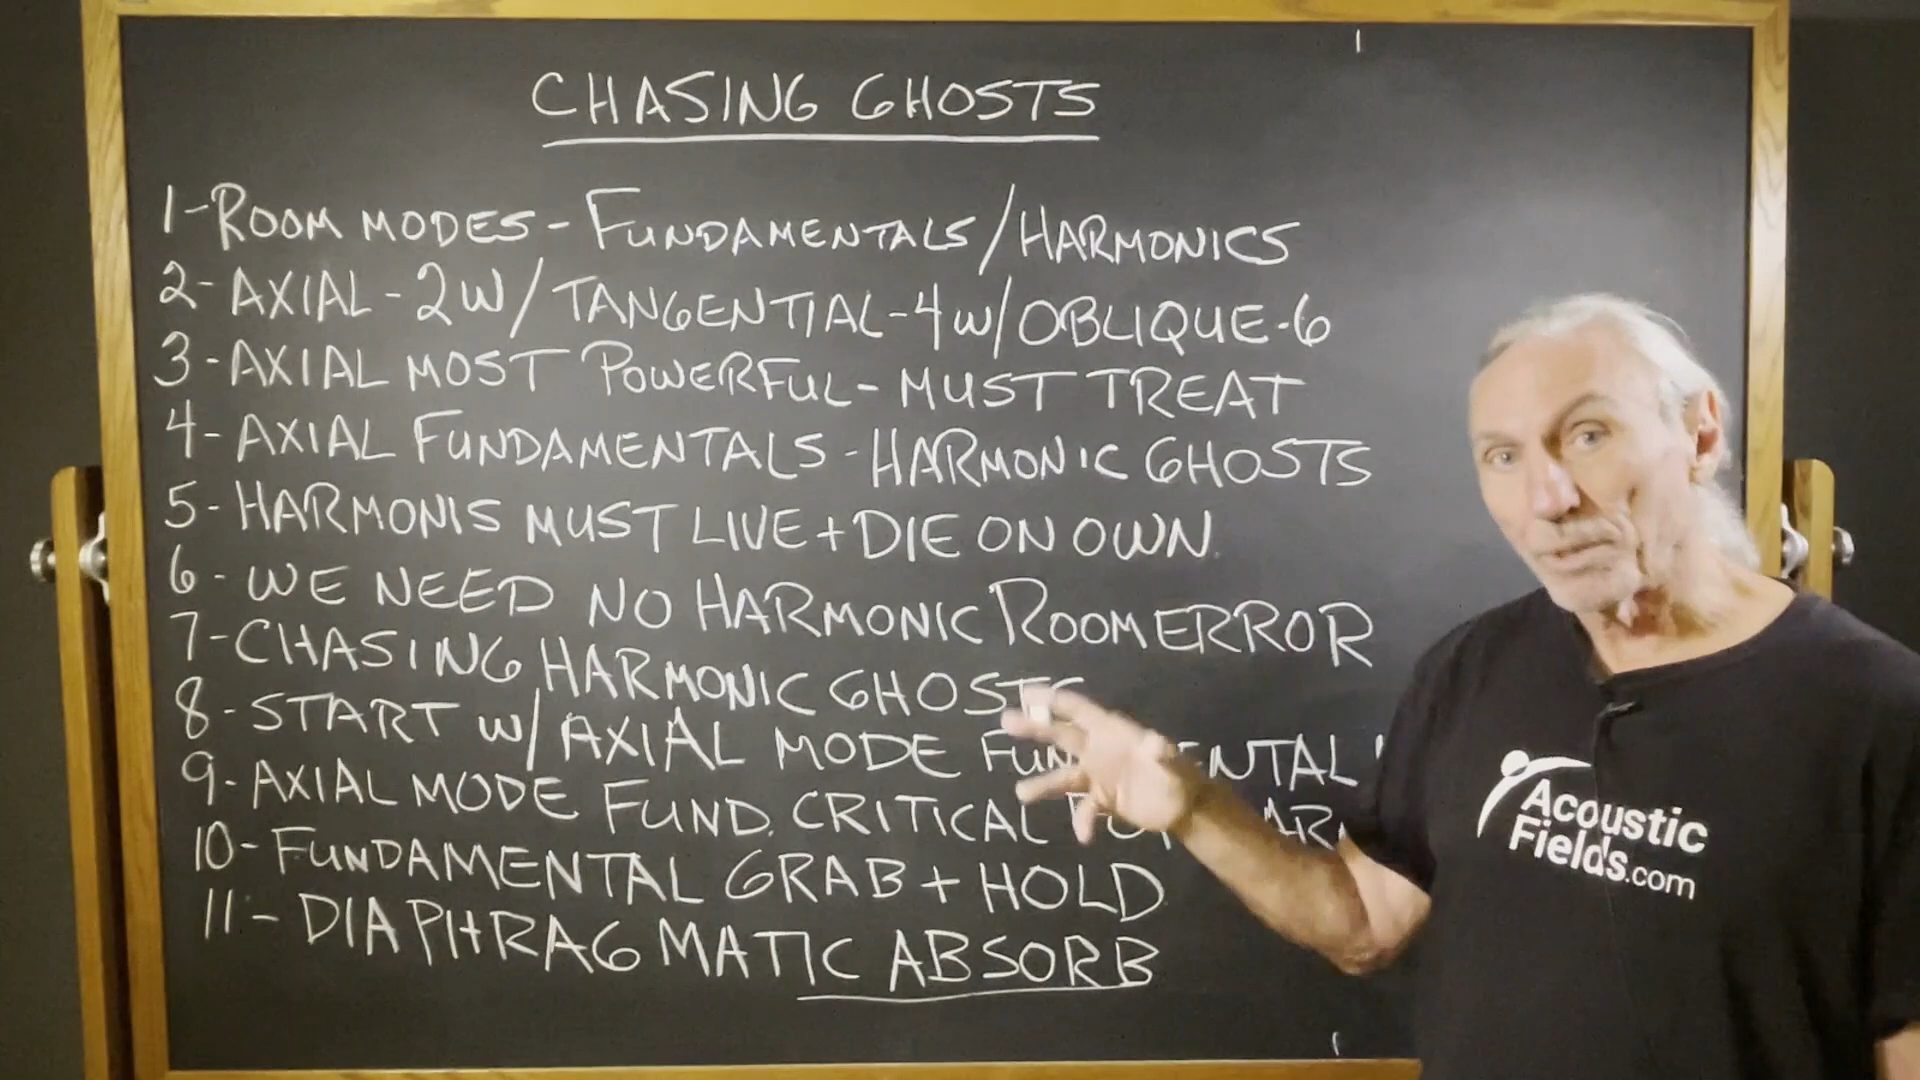 CHASING GHOSTS
1-ROOM MODES-FUNDAMENTALS/HARMONICS
2-AXIAL-2W/TANGENTIAL-4W/OBLIQUE-6
3-AXIAL MOST POWERFUL-MUST TREAT
4-AXIAL FUNDAMENTALS-HARMONIC GHOSTS
5-HARMONIS MUST LIVE+DIE ON OWN
6-WE NEED NO HARMONIC ROOM ERROR
7-CHASING HARMONIC GHOSTS
8-START W/AXIAL MODE
9-AXIAL MODE FUND. CRITICAL
10-FUNDAMENTAL GRAB+HOLD
11-DIAPHRAGMATIC ABSORB
Acoustic
Fields.com